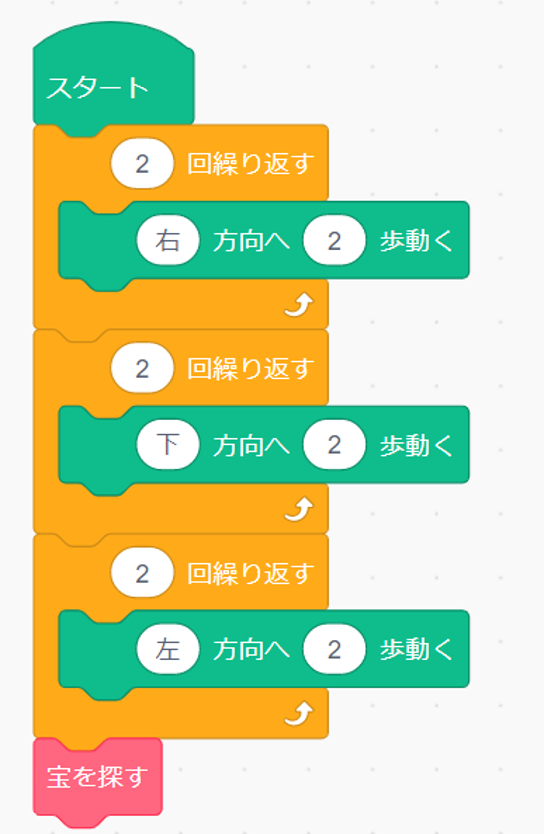 スタート
2 回繰り返す
右 方向へ 2 歩動く
2 回繰り返す
下 方向へ 2 歩動く
2 回繰り返す
左 方向へ 2 歩動く
宝を探す